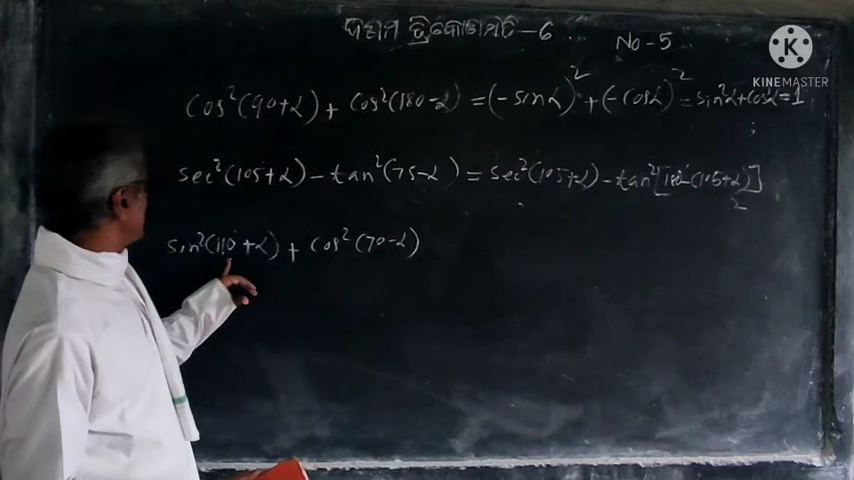 ଦଶମ ତ୍ରିକୋଣମିତି-6
No-5
K
KINEMASTER
cos²(90+α) + cos²(180-α) = (-sinα)² + (-cosα)² = sin²α+cos²α=1
sec²(105+α) - tan²(75-α) = sec²(105+α) - tan²[180-(105+α)]
sin²(110+α) + cos²(70-α)